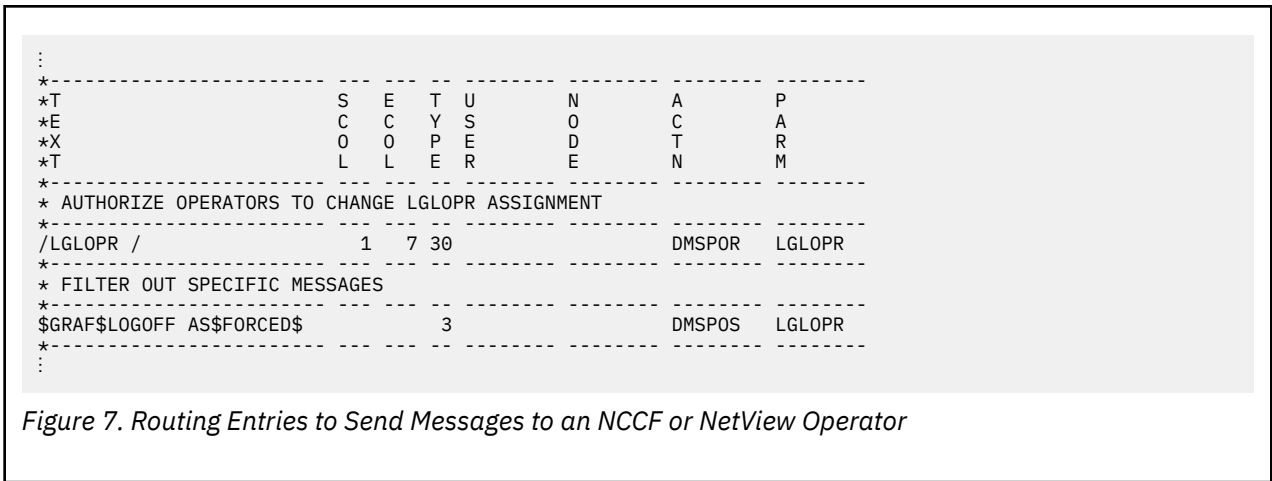 ⋮
*------------------------ --- --- -- -------- -------- -------- --------
*T                        S   E   T  U        N        A        P
*E                        C   C   Y  S        O        C        A
*X                        O   O   P  E        D        T        R
*T                        L   L   E  R        E        N        M
*------------------------ --- --- -- -------- -------- -------- --------
* AUTHORIZE OPERATORS TO CHANGE LGLOPR ASSIGNMENT
*------------------------ --- --- -- -------- -------- -------- --------
/LGLOPR /                   1   7 30                   DMSPOR   LGLOPR
*------------------------ --- --- -- -------- -------- -------- --------
* FILTER OUT SPECIFIC MESSAGES
*------------------------ --- --- -- -------- -------- -------- --------
$GRAF$LOGOFF AS$FORCED$            3                   DMSPOS   LGLOPR
*------------------------ --- --- -- -------- -------- -------- --------
⋮
Figure 7. Routing Entries to Send Messages to an NCCF or NetView Operator